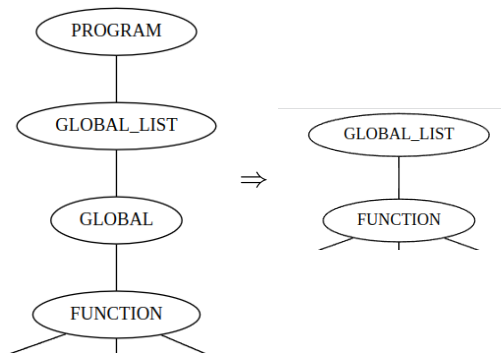 PROGRAM
GLOBAL_LIST
GLOBAL
FUNCTION
⇒
GLOBAL_LIST
FUNCTION